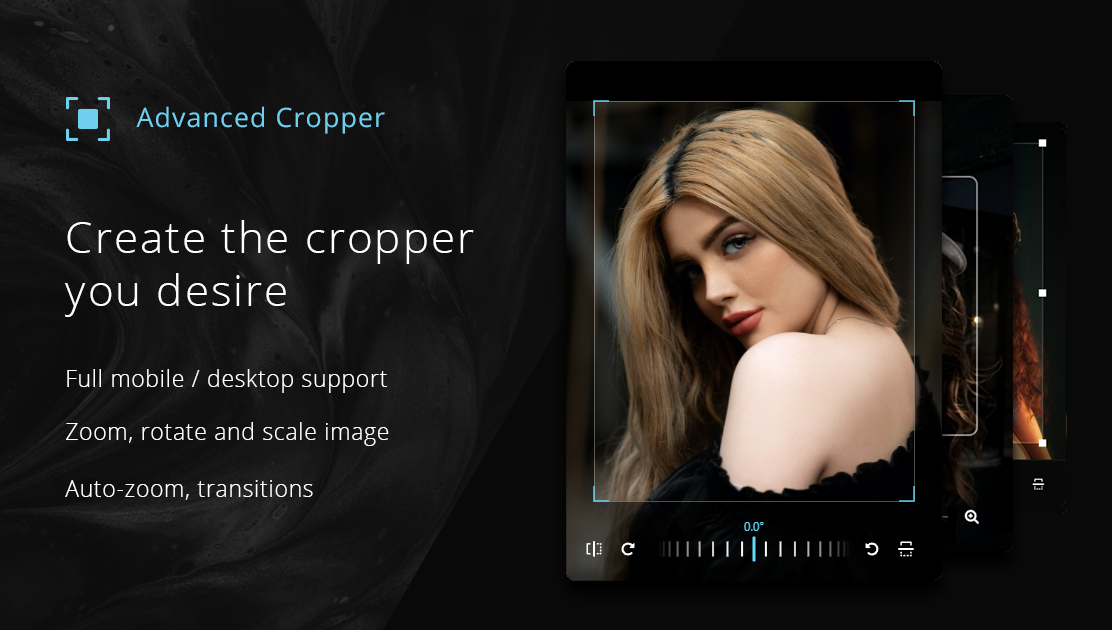 Advanced Cropper
Create the cropper
you desire
Full mobile / desktop support
Zoom, rotate and scale image
Auto-zoom, transitions
0.0°